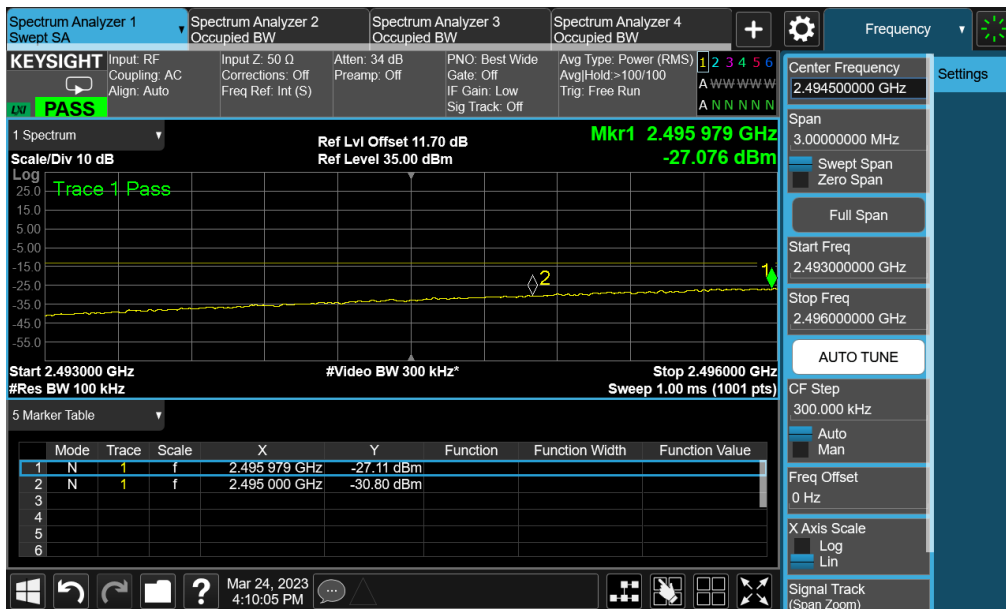 Spectrum Analyzer 1
Swept SA
Spectrum Analyzer 2
Occupied BW
Spectrum Analyzer 3
Occupied BW
Spectrum Analyzer 4
Occupied BW
+
Frequency
Settings
KEYSIGHT
LXI
PASS
Input: RF
Coupling: AC
Align: Auto
Input Z: 50 Ω
Corrections: Off
Freq Ref: Int (S)
Atten: 34 dB
Preamp: Off
PNO: Best Wide
Gate: Off
IF Gain: Low
Sig Track: Off
Avg Type: Power (RMS)
Avg|Hold:>100/100
Trig: Free Run
1 2 3 4 5 6
A W W W W W
A N N N N N
1 Spectrum
Scale/Div 10 dB
Ref Lvl Offset 11.70 dB
Ref Level 35.00 dBm
Mkr1 2.495 979 GHz
-27.076 dBm
Log
Trace 1 Pass
25.0
15.0
5.00
-5.00
-15.0
-25.0
-35.0
-45.0
-55.0
2
1
Start 2.493000 GHz
#Video BW 300 kHz*
Stop 2.496000 GHz
#Res BW 100 kHz
Sweep 1.00 ms (1001 pts)
5 Marker Table
Mode Trace Scale X Y Function Function Width Function Value
1 N 1 f 2.495 979 GHz -27.11 dBm
2 N 1 f 2.495 000 GHz -30.80 dBm
3
4
5
6
?
Mar 24, 2023
4:10:05 PM
Center Frequency
2.494500000 GHz
Span
3.00000000 MHz
Swept Span
Zero Span
Full Span
Start Freq
2.493000000 GHz
Stop Freq
2.496000000 GHz
AUTO TUNE
CF Step
300.000 kHz
Auto
Man
Freq Offset
0 Hz
X Axis Scale
Log
Lin
Signal Track
(Span Zoom)